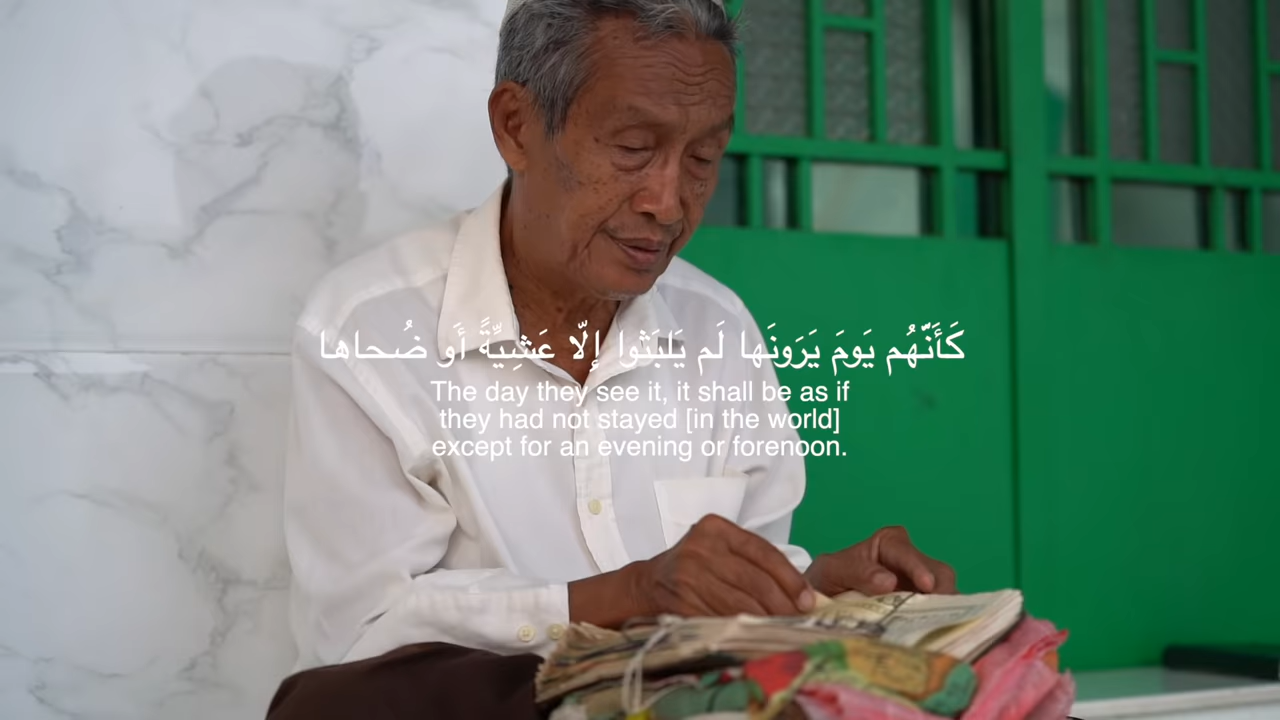 كَأَنَّهُم يَومَ يَرَونَها لَم يَلبَثوا إِلّا عَشِيَّةً أَو ضُحاها
The day they see it, it shall be as if
they had not stayed [in the world]
except for an evening or forenoon.